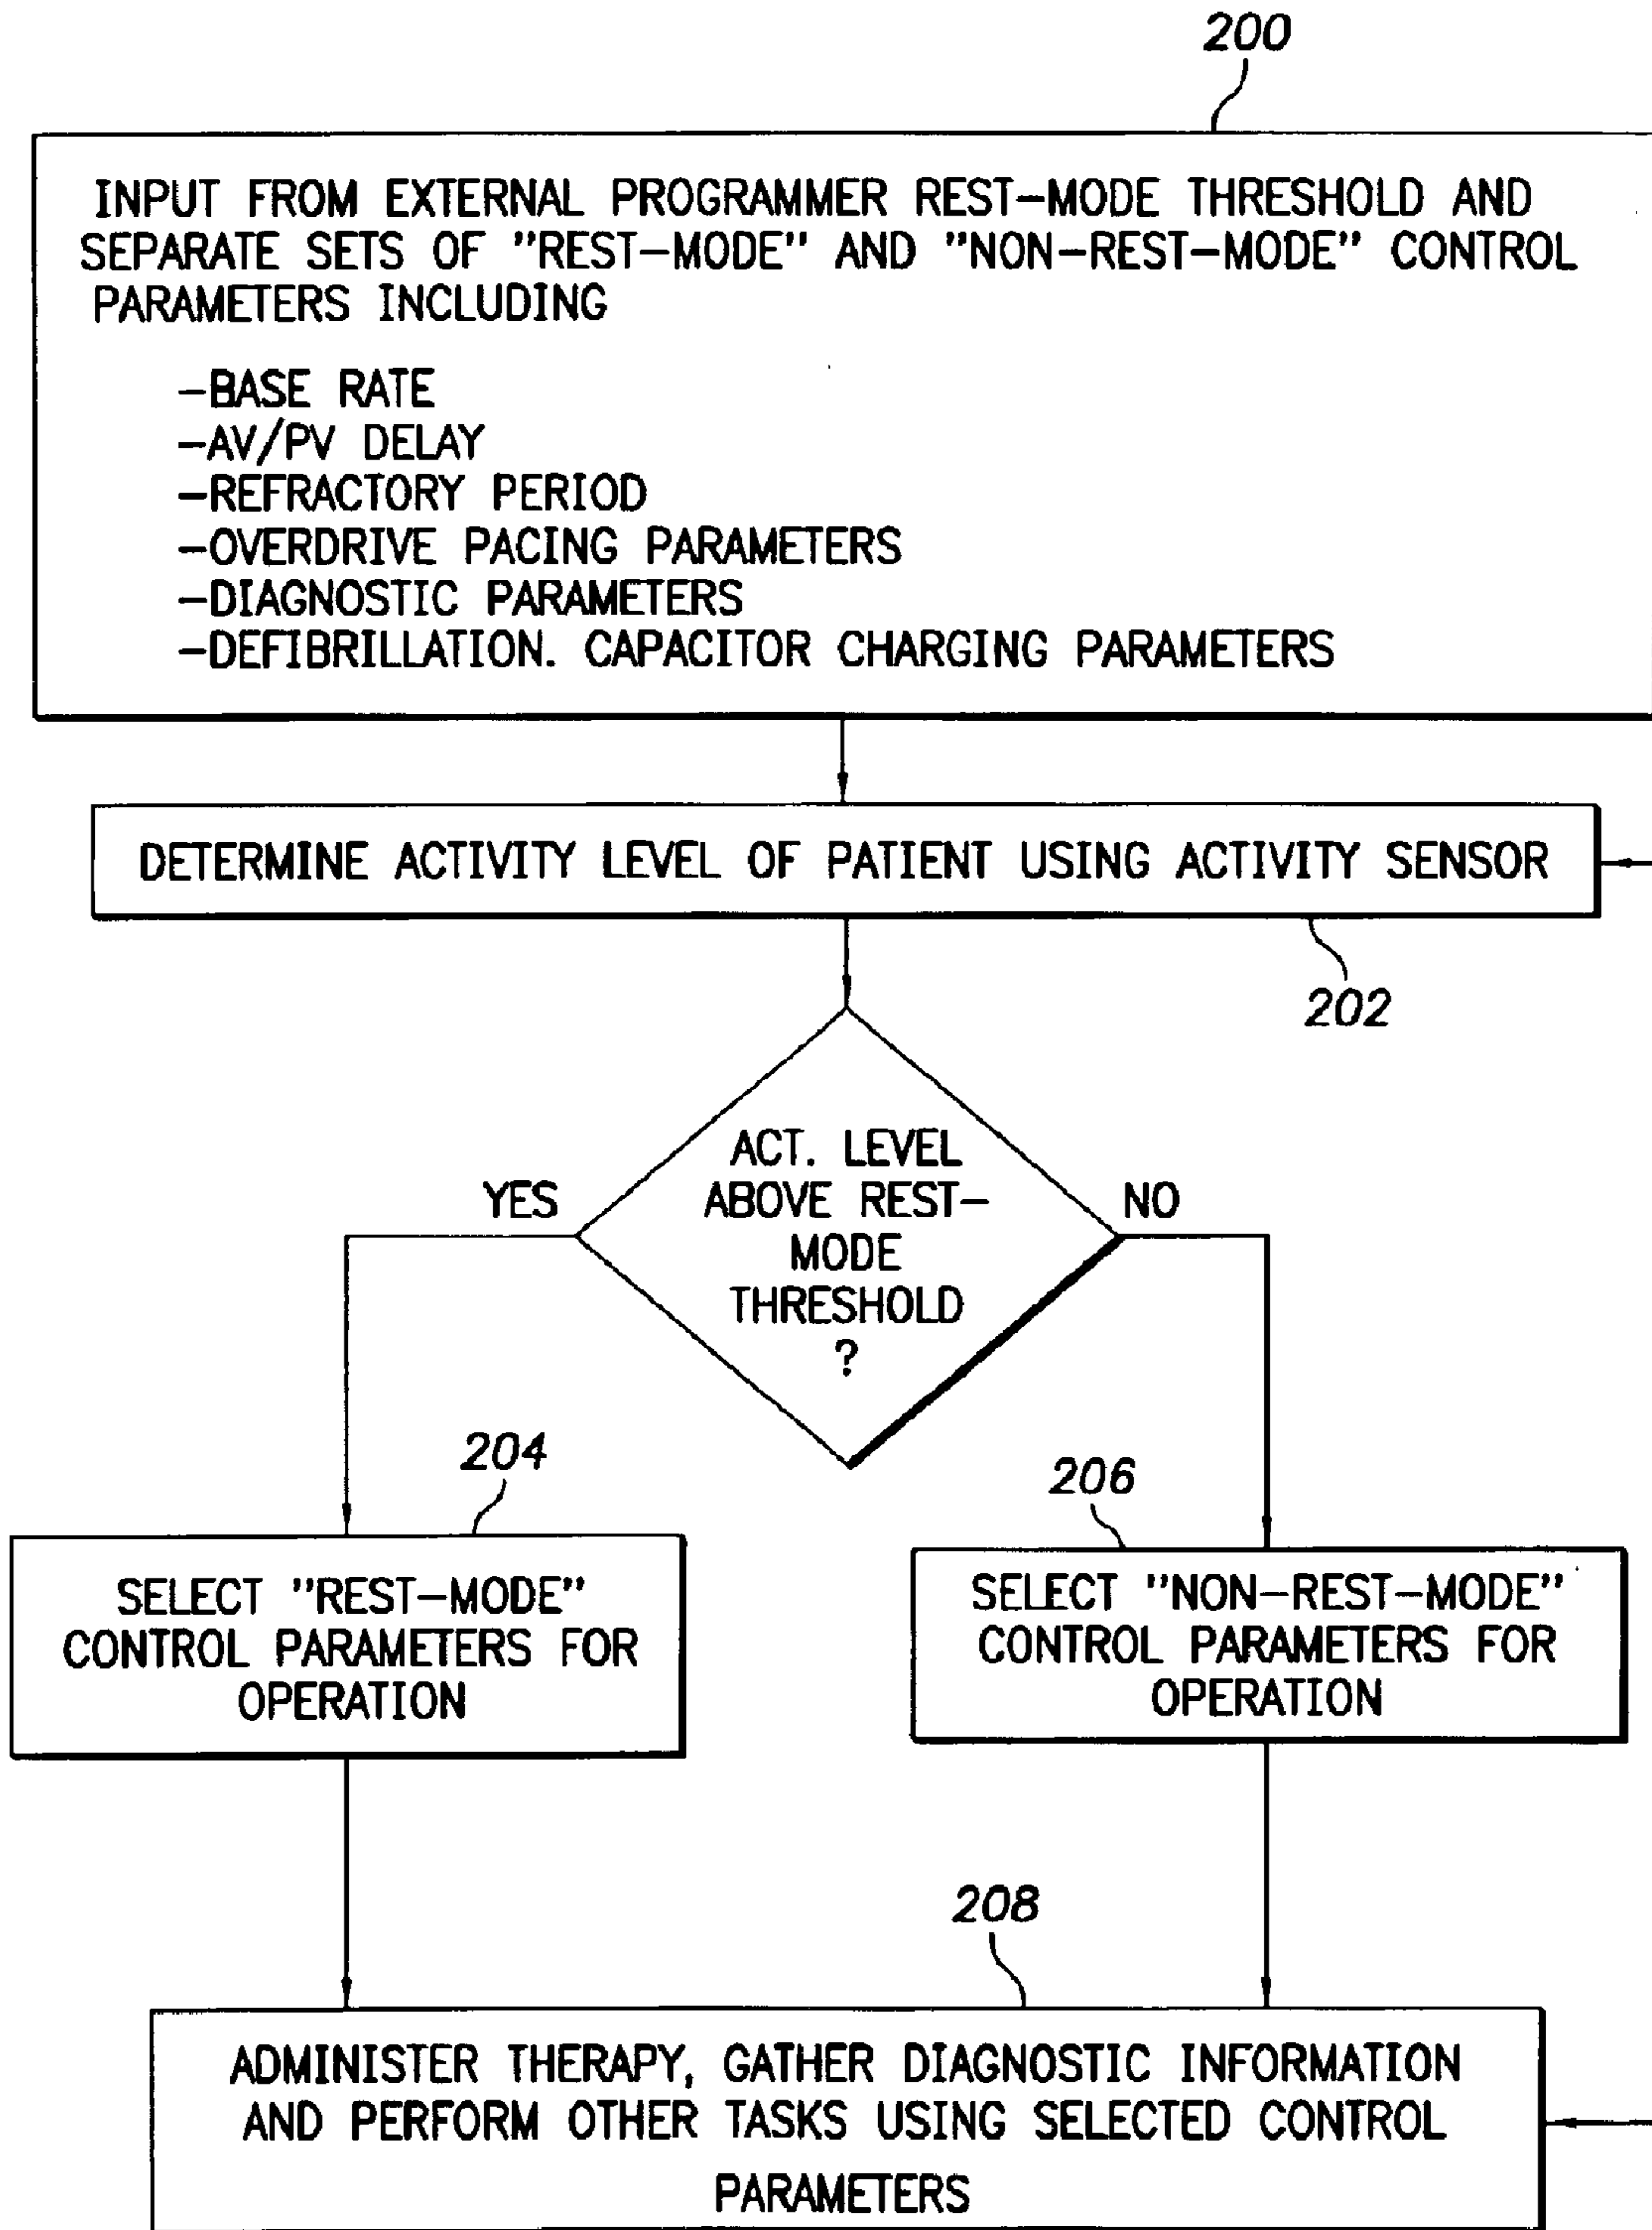 200
INPUT FROM EXTERNAL PROGRAMMER REST-MODE THRESHOLD AND
SEPARATE SETS OF "REST-MODE" AND "NON-REST-MODE" CONTROL
PARAMETERS INCLUDING
-BASE RATE
-AV/PV DELAY
-REFRACTORY PERIOD
-OVERDRIVE PACING PARAMETERS
-DIAGNOSTIC PARAMETERS
-DEFIBRILLATION. CAPACITOR CHARGING PARAMETERS
DETERMINE ACTIVITY LEVEL OF PATIENT USING ACTIVITY SENSOR
202
ACT. LEVEL
ABOVE REST-
MODE
THRESHOLD
?
YES
NO
204
206
SELECT "REST-MODE"
CONTROL PARAMETERS FOR
OPERATION
SELECT "NON-REST-MODE"
CONTROL PARAMETERS FOR
OPERATION
208
ADMINISTER THERAPY, GATHER DIAGNOSTIC INFORMATION
AND PERFORM OTHER TASKS USING SELECTED CONTROL
PARAMETERS